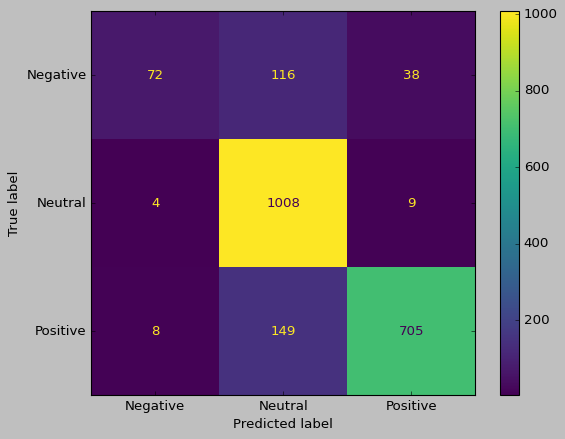 1000
Negative 72 116 38
800
600
True label
Neutral 4 1008 9
400
Positive 8 149 705
200
Negative Neutral Positive
Predicted label